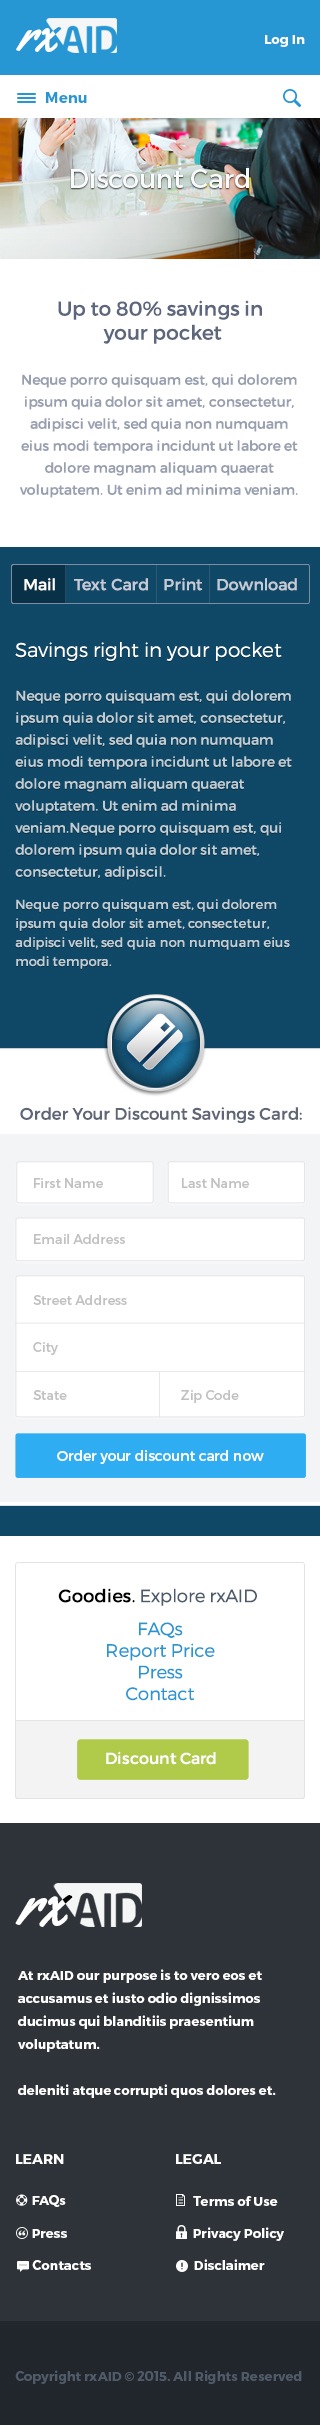 rxAID
Log In
Menu
Discount Card
Up to 80% savings in
your pocket
Neque porro quisquam est, qui dolorem
ipsum quia dolor sit amet, consectetur,
adipisci velit, sed quia non numquam
eius modi tempora incidunt ut labore et
dolore magnam aliquam quaerat
voluptatem. Ut enim ad minima veniam.
Mail Text Card Print Download
Savings right in your pocket
Neque porro quisquam est, qui dolorem
ipsum quia dolor sit amet, consectetur,
adipisci velit, sed quia non numquam
eius modi tempora incidunt ut labore et
dolore magnam aliquam quaerat
voluptatem. Ut enim ad minima
veniam.Neque porro quisquam est, qui
dolorem ipsum quia dolor sit amet,
consectetur, adipiscil.
Neque porro quisquam est, qui dolorem
ipsum quia dolor sit amet, consectetur,
adipisci velit, sed quia non numquam eius
modi tempora.
Order Your Discount Savings Card:
First Name Last Name
Email Address
Street Address
City
State Zip Code
Order your discount card now
Goodies. Explore rxAID
FAQs
Report Price
Press
Contact
Discount Card
rxAID
At rxAID our purpose is to vero eos et
accusamus et iusto odio dignissimos
ducimus qui blanditiis praesentium
voluptatum.
deleniti atque corrupti quos dolores et.
LEARN LEGAL
FAQs Terms of Use
Press Privacy Policy
Contacts Disclaimer
Copyright rxAID © 2015. All Rights Reserved